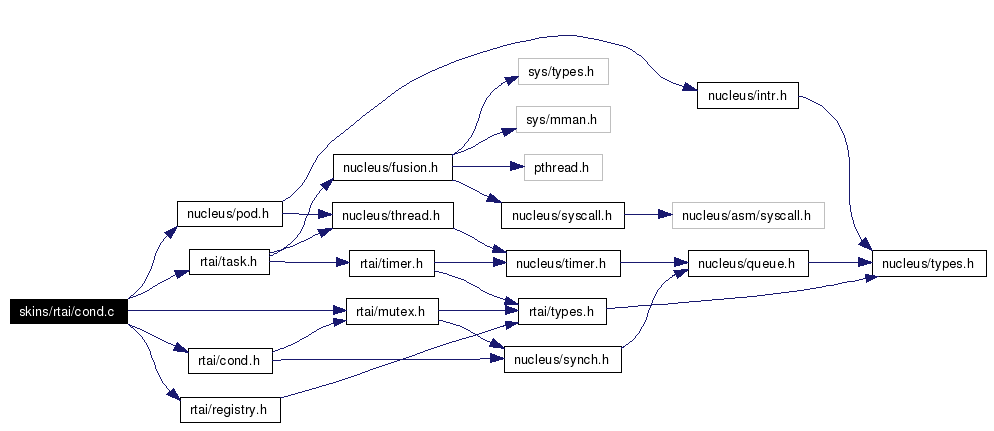 sys/types.h
nucleus/intr.h
sys/mman.h
nucleus/fusion.h
pthread.h
nucleus/pod.h
nucleus/thread.h
nucleus/syscall.h
nucleus/asm/syscall.h
rtai/task.h
rtai/timer.h
nucleus/timer.h
nucleus/queue.h
nucleus/types.h
skins/rtai/cond.c
rtai/mutex.h
rtai/types.h
rtai/cond.h
nucleus/synch.h
rtai/registry.h